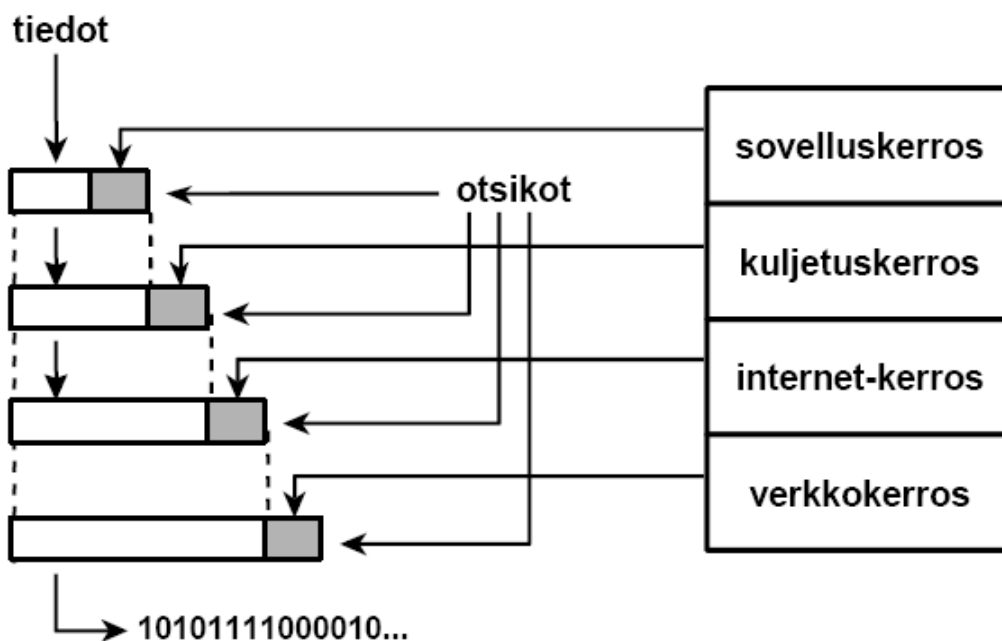 tiedot
sovelluskerros
otsikot
kuljetuskerros
internet-kerros
verkkokerros
10101111000010...